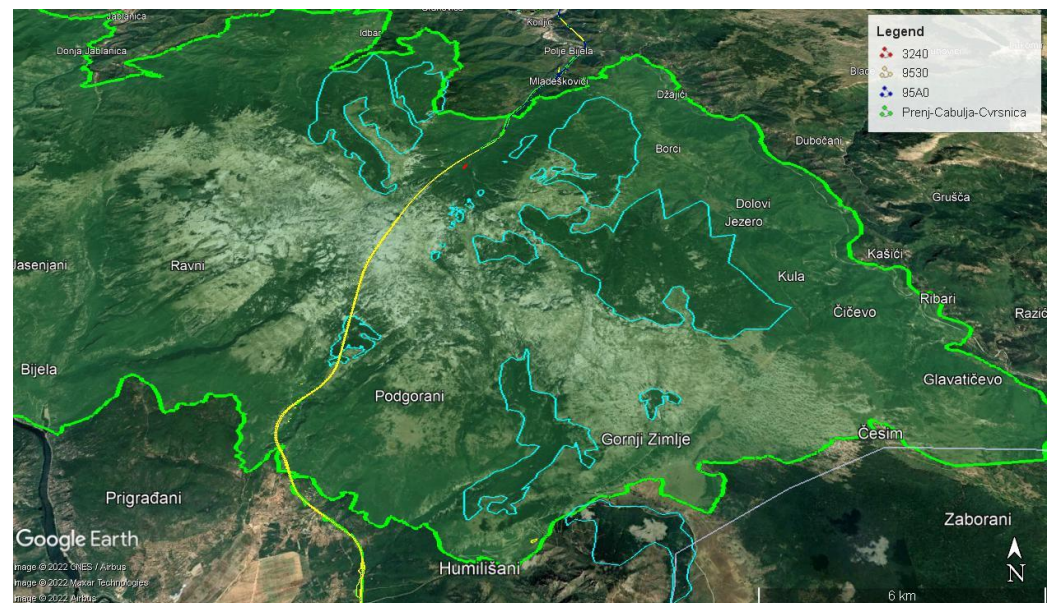 Jablanica
Donja Jablanica
Idbar
Polje Bijela
Mladeškovići
Džajići
Borci
Dubočani
Grušča
Dolovi
Jezero
Kašići
Kula
Ribari
Čičevo
Razič
Jasenjani
Ravni
Bijela
Podgorani
Glavatičevo
Gornji Zimlje
Česim
Prigrađani
Zaborani
Humilišani
Legend
3240
9530
95A0
Prenj-Cabulja-Cvrsnica
Google Earth
Image © 2022 CNES / Airbus
Image © 2022 Maxar Technologies
Image © 2022 Airbus
N
6 km